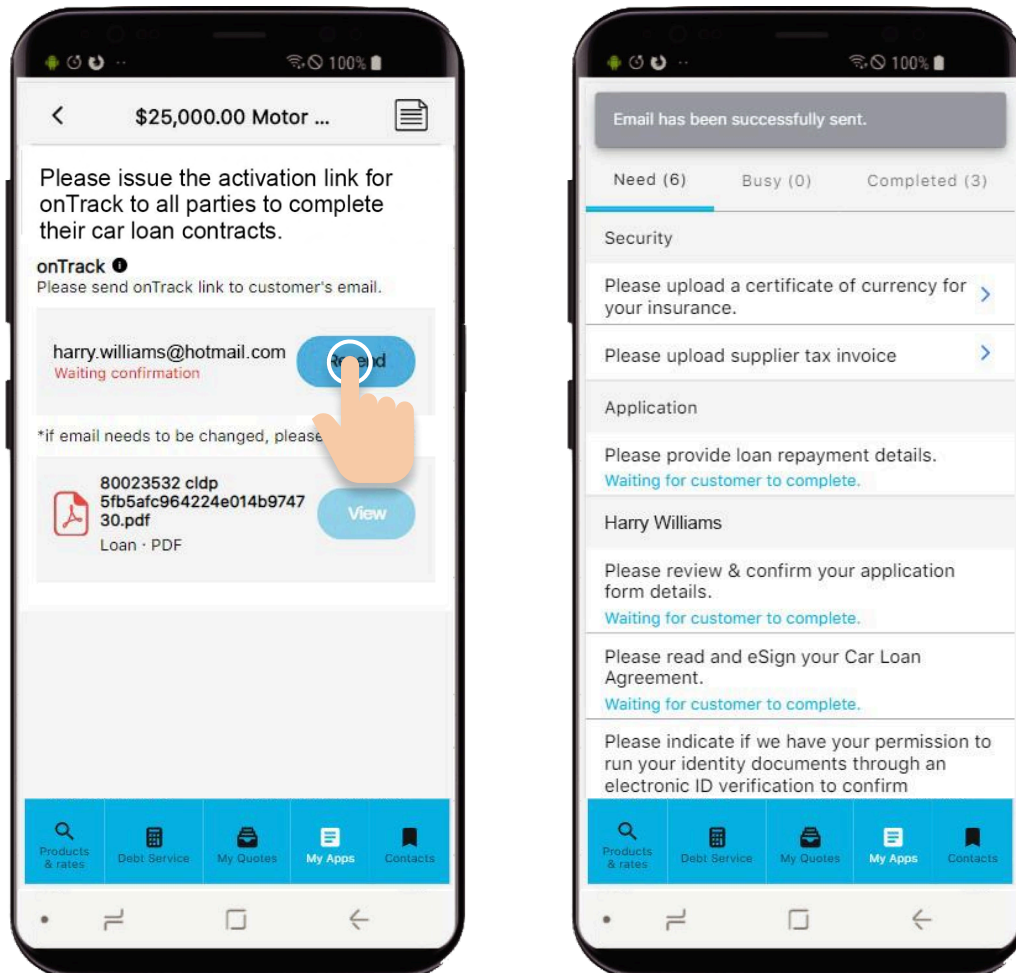 100%
$25,000.00 Motor ...
Please issue the activation link for
onTrack to all parties to complete
their car loan contracts.
onTrack
Please send onTrack link to customer's email.
harry.williams@hotmail.com
Waiting confirmation
*if email needs to be changed, please
80023532 cldp
5fb5afc964224e014b9747
30.pdf
Loan · PDF
View
Products
& rates
Debt Service
My Quotes
My Apps
Contacts
100%
Email has been successfully sent.
Need (6)
Busy (0)
Completed (3)
Security
Please upload a certificate of currency for
your insurance.
Please upload supplier tax invoice
Application
Please provide loan repayment details.
Waiting for customer to complete.
Harry Williams
Please review & confirm your application
form details.
Waiting for customer to complete.
Please read and eSign your Car Loan
Agreement.
Waiting for customer to complete.
Please indicate if we have your permission to
run your identity documents through an
electronic ID verification to confirm
Products
& rates
Debt Service
My Quotes
My Apps
Contacts